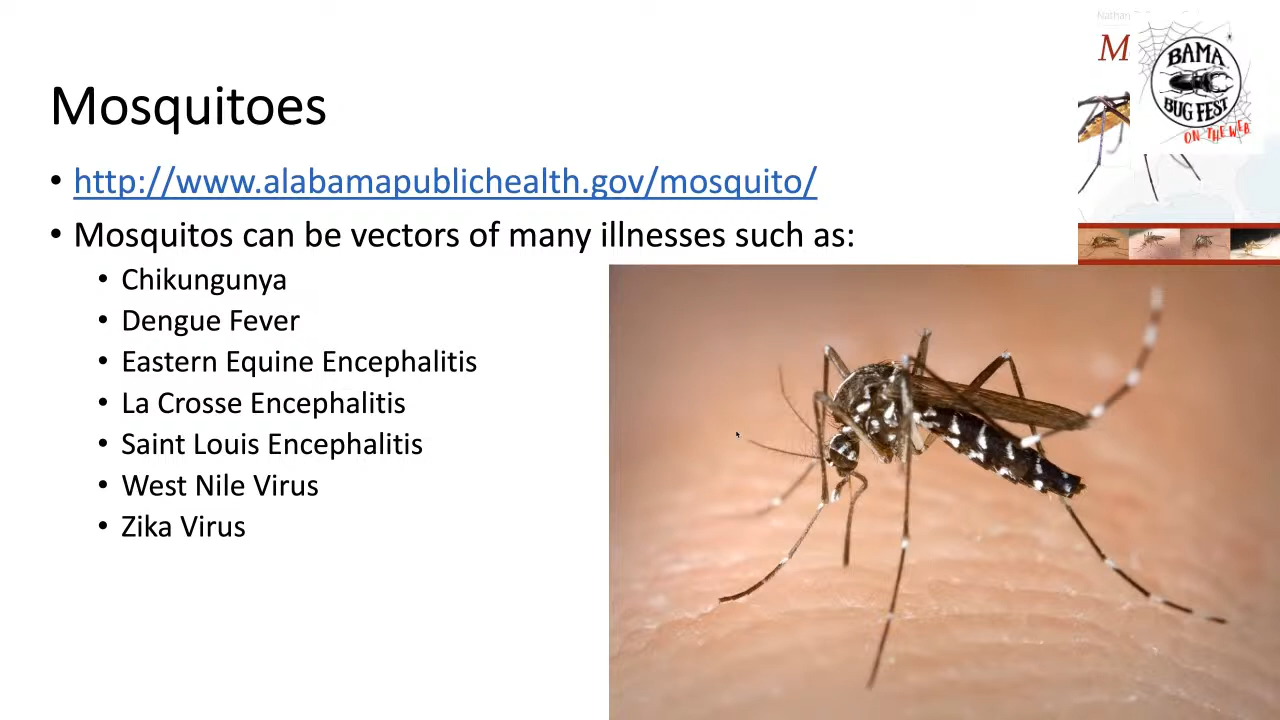 Nathan
M
BAMA
BUG FEST
ON THE WEB
Mosquitoes
• http://www.alabamapublichealth.gov/mosquito/
• Mosquitos can be vectors of many illnesses such as:
• Chikungunya
• Dengue Fever
• Eastern Equine Encephalitis
• La Crosse Encephalitis
• Saint Louis Encephalitis
• West Nile Virus
• Zika Virus